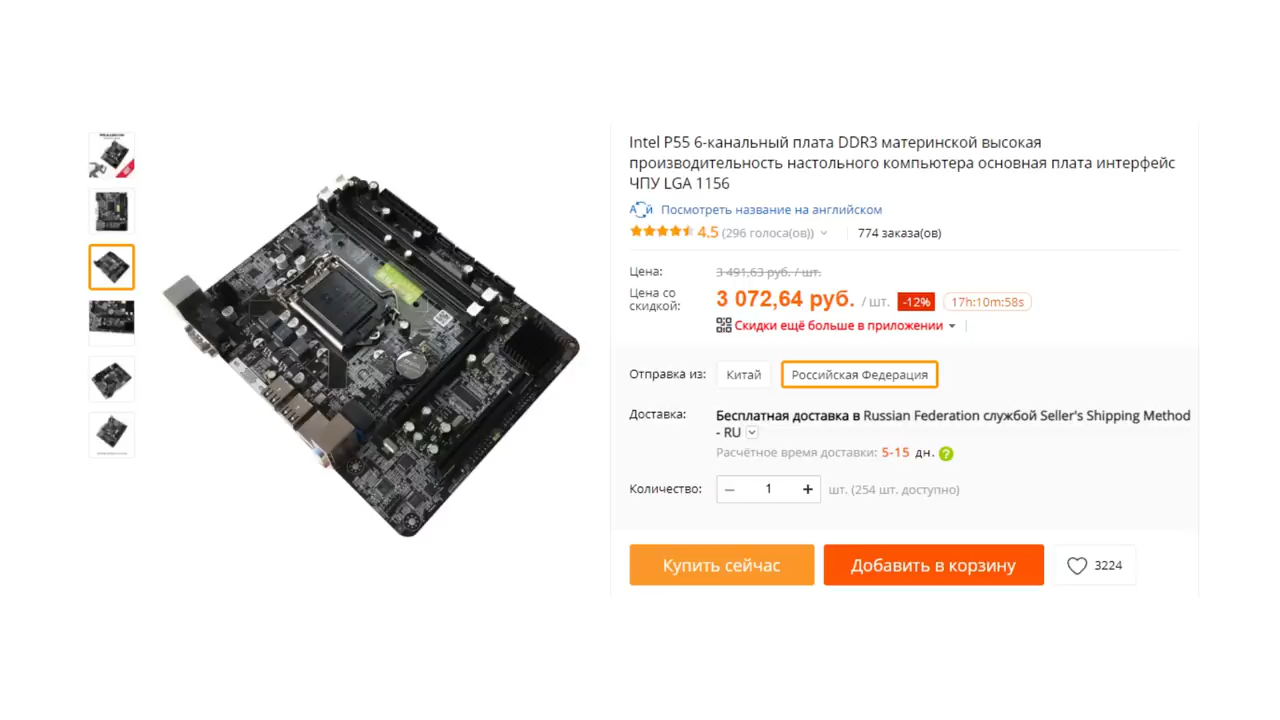 Intel P55 6-канальный плата DDR3 материнской высокая
производительность настольного компьютера основная плата интерфейс
ЧПУ LGA 1156
Посмотреть название на английском
4.5 (296 голоса(ов)) 774 заказа(ов)
Цена: 3 491,63 руб. / шт.
Цена со скидкой: 3 072,64 руб. / шт. -12% 17h:10m:58s
Скидки ещё больше в приложении
Отправка из: Китай Российская Федерация
Доставка: Бесплатная доставка в Russian Federation службой Seller's Shipping Method
- RU
Расчётное время доставки: 5-15 дн. ?
Количество: – 1 + шт. (254 шт. доступно)
Купить сейчас Добавить в корзину 3224